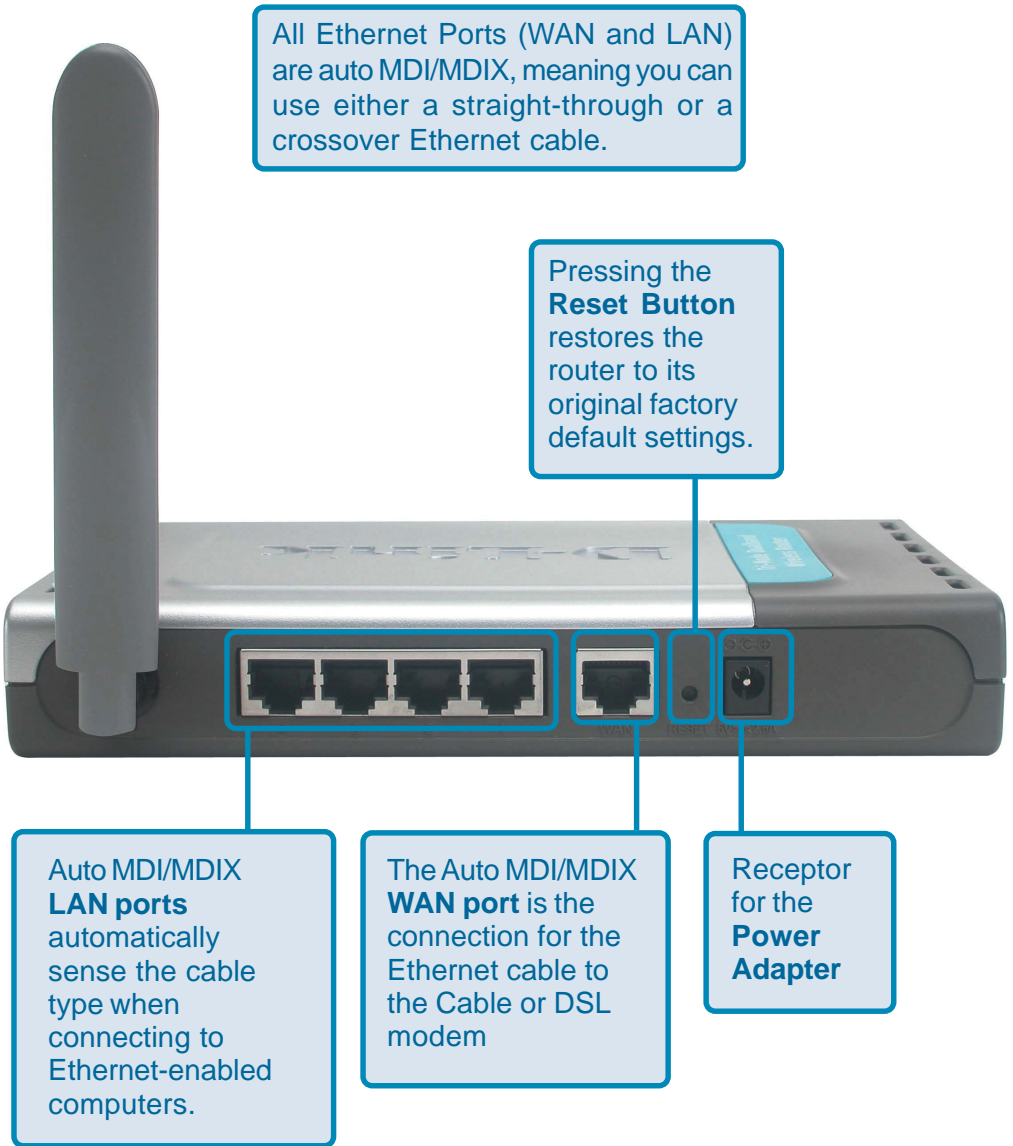 All Ethernet Ports (WAN and LAN)
are auto MDI/MDIX, meaning you can
use either a straight-through or a
crossover Ethernet cable.
Pressing the
Reset Button
restores the
router to its
original factory
default settings.
D-Link
WAN
RESET
Auto MDI/MDIX
LAN ports
automatically
sense the cable
type when
connecting to
Ethernet-enabled
computers.
The Auto MDI/MDIX
WAN port is the
connection for the
Ethernet cable to
the Cable or DSL
modem
Receptor
for the
Power
Adapter